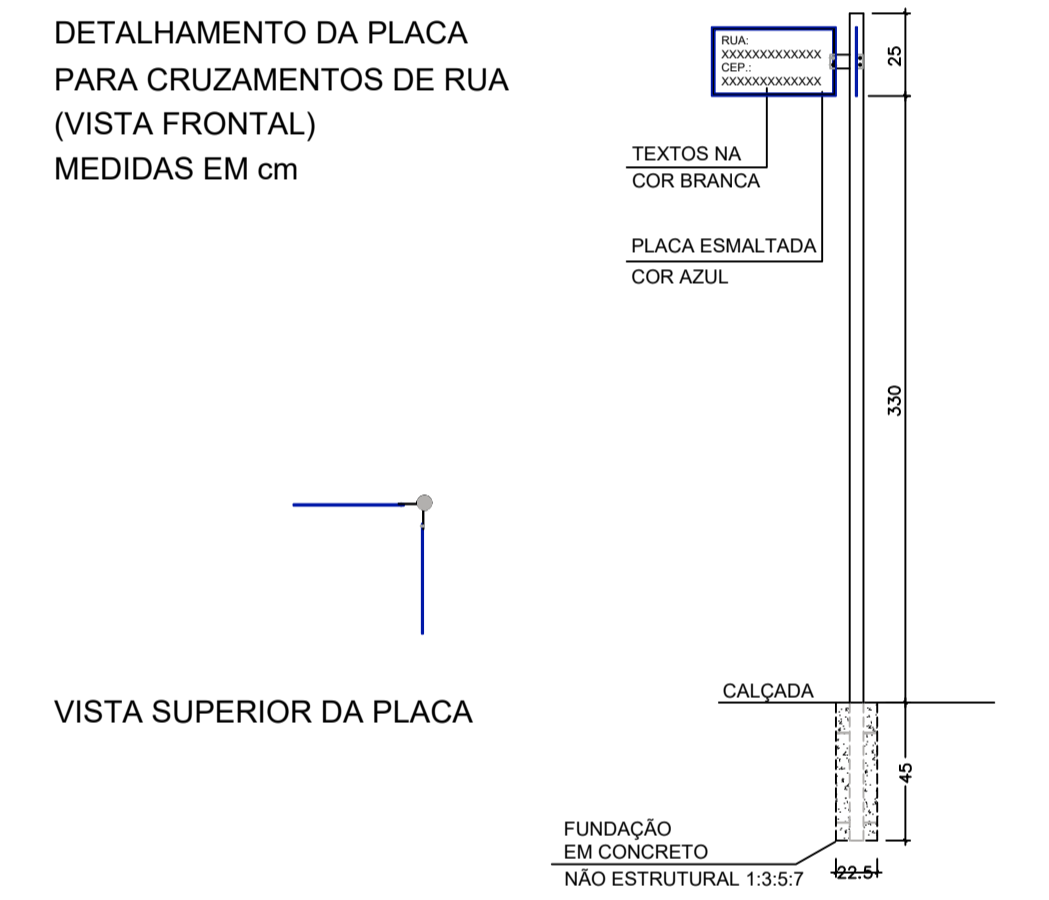 DETALHAMENTO DA PLACA
PARA CRUZAMENTOS DE RUA
(VISTA FRONTAL)
MEDIDAS EM cm
RUA:
XXXXXXXXXXXXX
CEP.:
XXXXXXXXXXXXX
25
TEXTOS NA
COR BRANCA
PLACA ESMALTADA
COR AZUL
330
VISTA SUPERIOR DA PLACA
CALÇADA
45
FUNDAÇÃO
EM CONCRETO
NÃO ESTRUTURAL 1:3:5:7
22.5